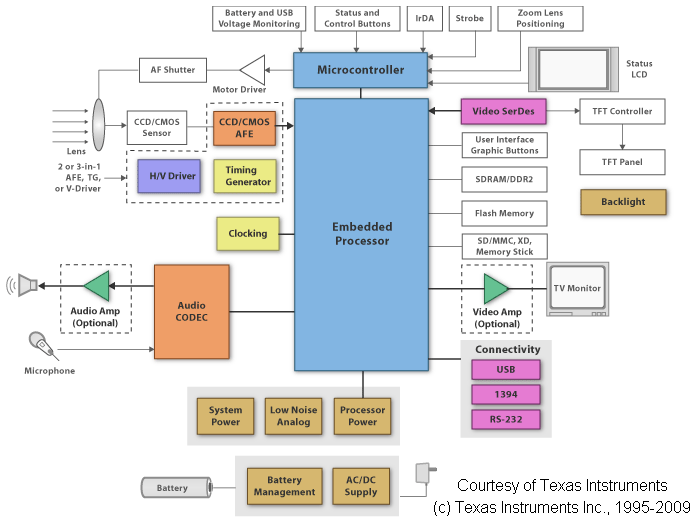 Battery and USB
Voltage Monitoring
Status and
Control Buttons
IrDA
Strobe
Zoom Lens
Positioning
Microcontroller
AF Shutter
Motor Driver
Status
LCD
CCD/CMOS
Sensor
CCD/CMOS
AFE
Lens
2 or 3-in-1
AFE, TG,
or V-Driver
H/V Driver
Timing
Generator
Video SerDes
TFT Controller
TFT Panel
Backlight
User Interface
Graphic Buttons
SDRAM/DDR2
Flash Memory
SD/MMC, XD,
Memory Stick
Clocking
Embedded
Processor
Audio Amp
(Optional)
Audio
CODEC
Microphone
Video Amp
(Optional)
TV Monitor
Connectivity
USB
1394
RS-232
System
Power
Low Noise
Analog
Processor
Power
Battery
Battery
Management
AC/DC
Supply
Courtesy of Texas Intstruments
(c) Texas Instruments Inc., 1995-2009